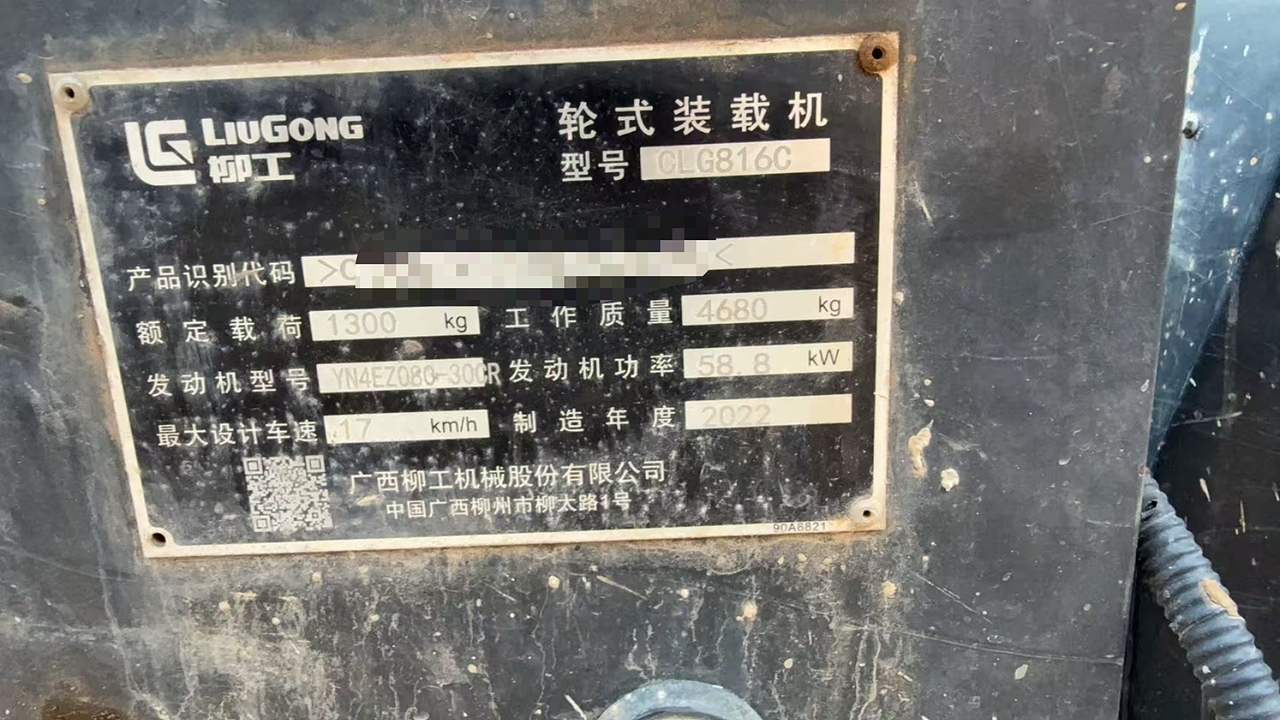 LG LIUGONG
柳工
轮式装载机
型号 CLG816C
产品识别代码 >C <
额定载荷 1300 kg 工作质量 4680 kg
发动机型号 YN4EZ080-30CR 发动机功率 58.8 kW
最大设计车速 17 km/h 制造年度 2022
广西柳工机械股份有限公司
中国广西柳州市柳太路1号
90A6821